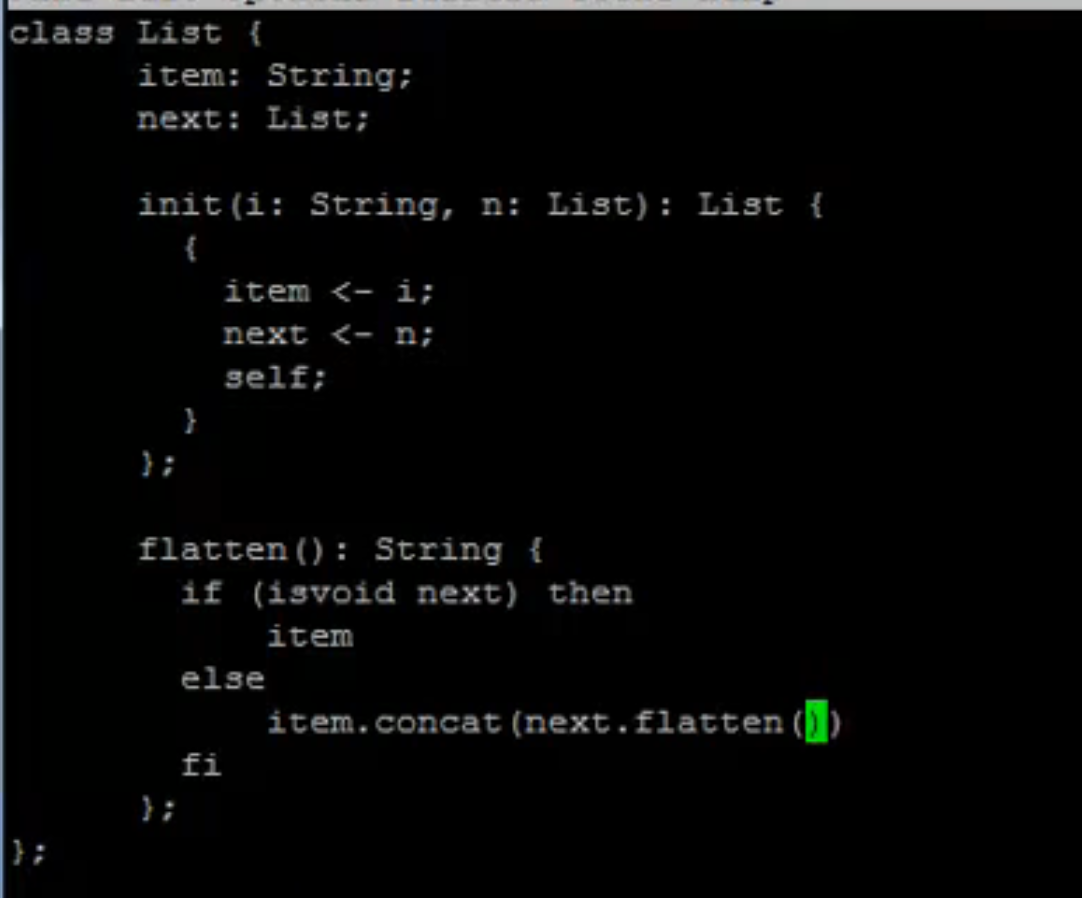 class List {
      item: String;
      next: List;

      init(i: String, n: List): List {
        {
          item <- i;
          next <- n;
          self;
        }
      };

      flatten(): String {
        if (isvoid next) then
            item
        else
            item.concat(next.flatten())
        fi
      };
};